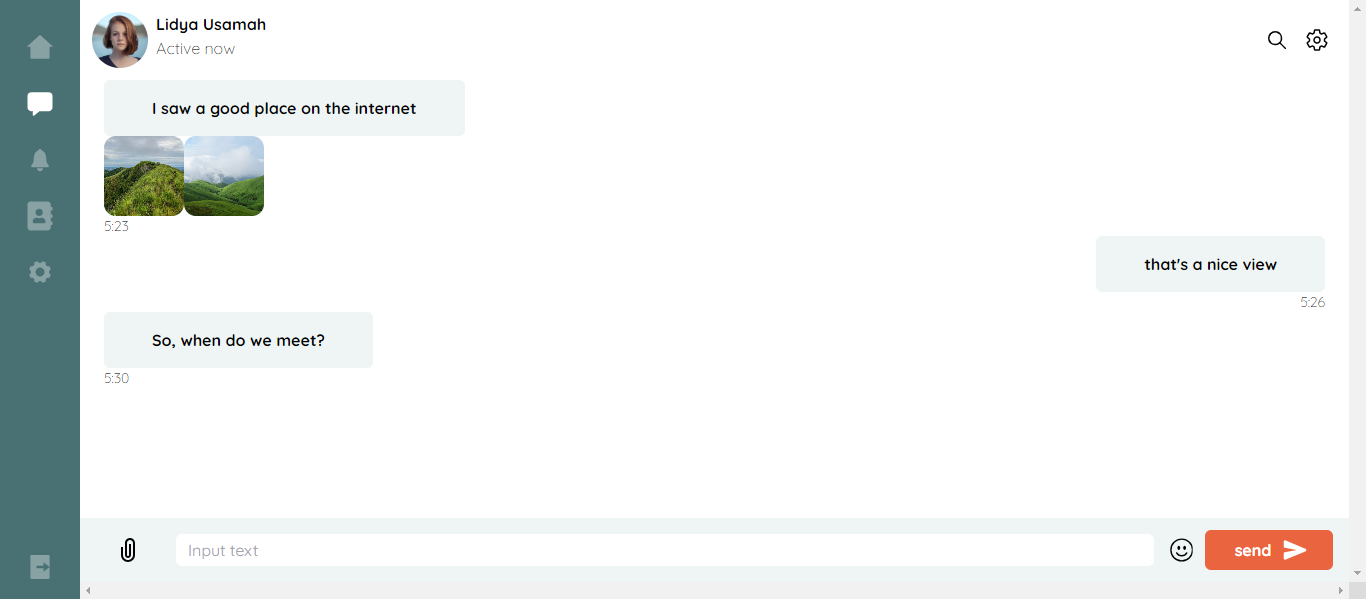 Lidya Usamah
Active now
I saw a good place on the internet
5:23
that's a nice view
5:26
So, when do we meet?
5:30
Input text
send